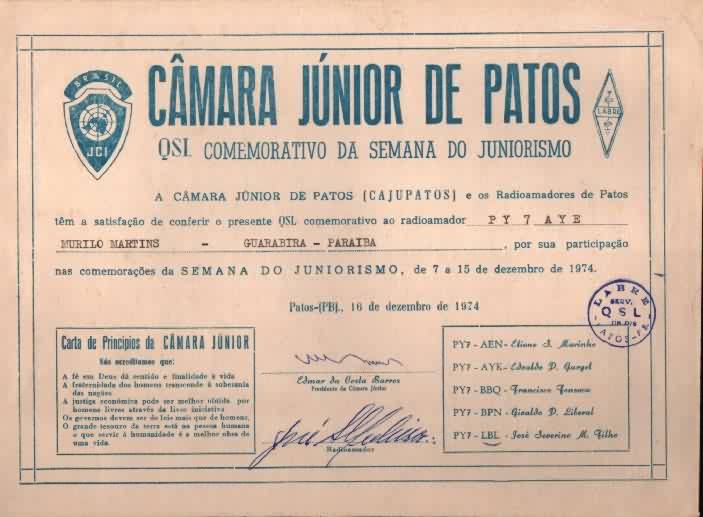 BRASIL
JCI
CÂMARA JÚNIOR DE PATOS
LABRE
QSL COMEMORATIVO DA SEMANA DO JUNIORISMO
A CÂMARA JÚNIOR DE PATOS (CAJUPATOS) e os Radioamadores de Patos
têm a satisfação de conferir o presente QSL comemorativo ao radioamador PY 7 AYE
MURILO MARTINS - GUARABIRA - PARAIBA , por sua participação
nas comemorações da SEMANA DO JUNIORISMO, de 7 a 15 de dezembro de 1974.
Patos-(PB)., 16 de dezembro de 1974
LABRE
SERV.
QSL
PATOS-PB
Carta de Princípios da CÂMARA JÚNIOR
Nós acreditamos que:
A fé em Deus dá sentido e finalidade à vida
A fraternidade dos homens transcende à soberania
das nações
A justiça econômica pode ser melhor obtida por
homens livres através da livre iniciativa
Os governos devem ser de leis mais que de homens,
O grande tesouro da terra está na pessoa humana
e que servir à humanidade é a melhor obra de
uma vida.
Edmar da Costa Barros
Presidente da Câmara Júnior
Radioamador
PY7-AEN- Eliane S. Marinho
PY7-AYK- Edvaldo P. Gurgel
PY7-BBQ- Francisco Fonseca
PY7-BPN- Giraldo P. Liberal
PY7-LBL- José Severino M. Filho